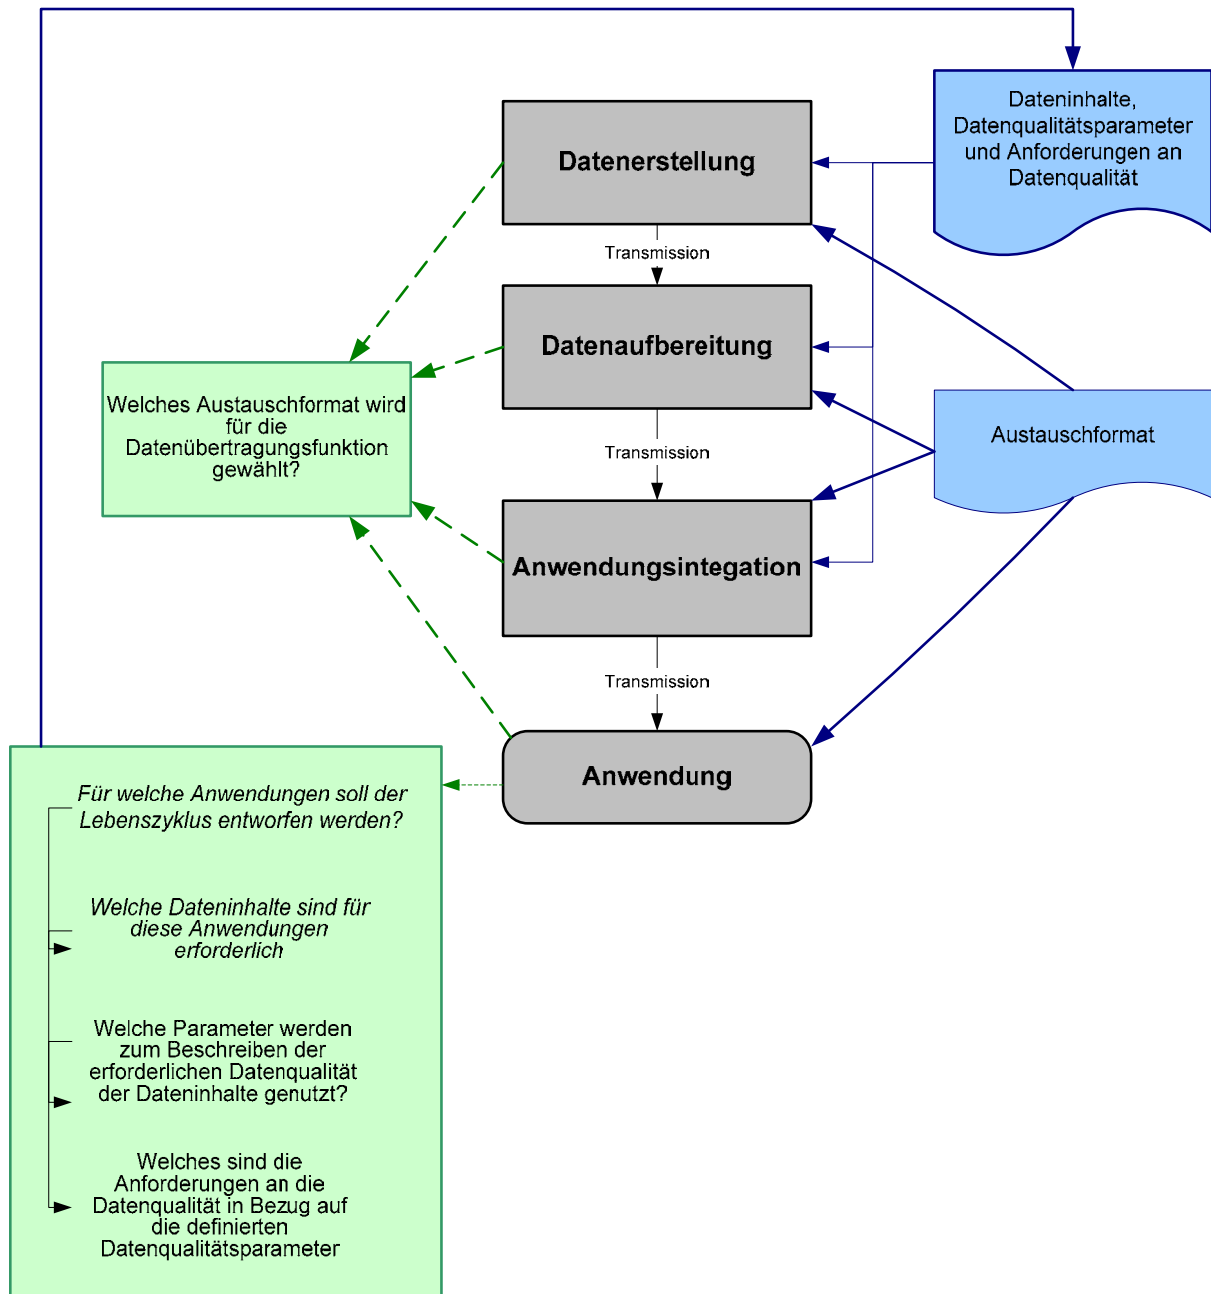 Dateninhalte,
Datenqualitätsparameter
und Anforderungen an
Datenqualität
Datenerstellung
Transmission
Datenaufbereitung
Welches Austauschformat wird
für die
Datenübertragungsfunktion
gewählt?
Austauschformat
Transmission
Anwendungsintegation
Transmission
Anwendung
Für welche Anwendungen soll der
Lebenszyklus entworfen werden?
Welche Dateninhalte sind für
diese Anwendungen
erforderlich
Welche Parameter werden
zum Beschreiben der
erforderlichen Datenqualität
der Dateninhalte genutzt?
Welches sind die
Anforderungen an die
Datenqualität in Bezug auf
die definierten
Datenqualitätsparameter